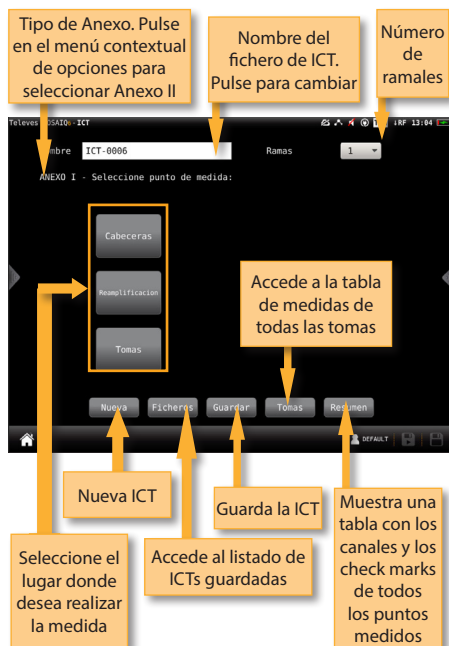 Tipo de Anexo. Pulse
en el menú contextual
de opciones para
seleccionar Anexo II
Nombre del
fichero de ICT.
Pulse para cambiar
Número
de
ramales
Televes
ICT
↓RF 13:04
ICT-0006
Ramas
1
ANEXO I - Seleccione punto de medida:
Cabeceras
Reamplificacion
Tomas
Accede a la tabla
de medidas de
todas las tomas
Nueva
Ficheros
Guardar
Tomas
Resumen
DEFAULT
Nueva ICT
Guarda la ICT
Muestra una
tabla con los
canales y los
check marks
de todos
los puntos
medidos
Seleccione el
lugar donde
desea realizar
la medida
Accede al listado de
ICTs guardadas